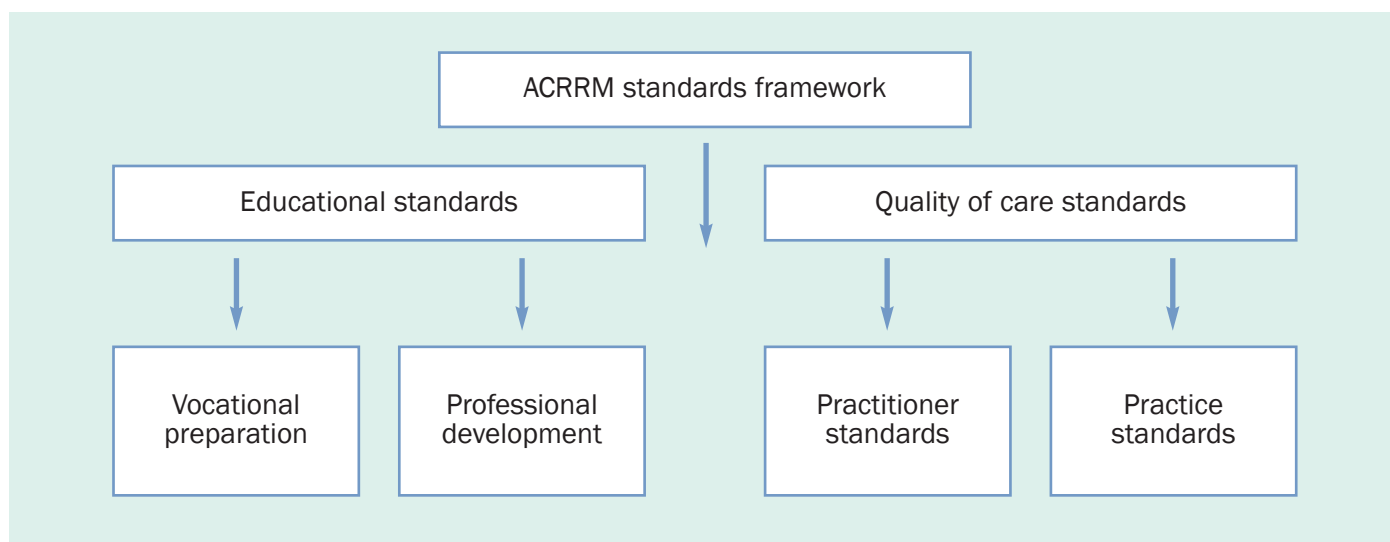 ACRRM standards framework
Educational standards
Quality of care standards
Vocational
preparation
Professional
development
Practitioner
standards
Practice
standards